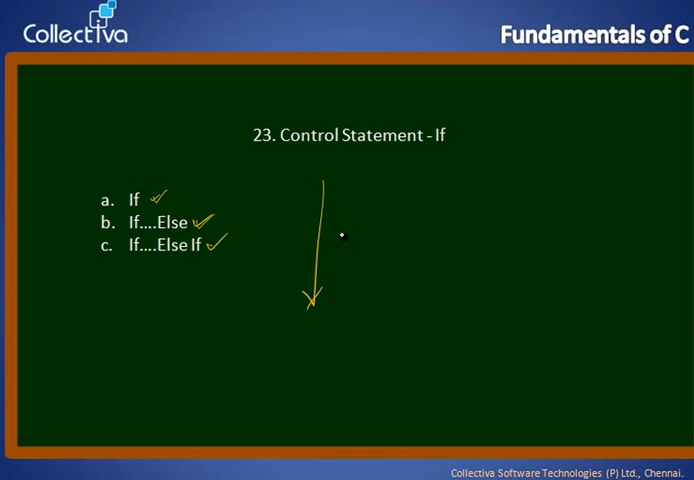 Collectiva
Fundamentals of C
23. Control Statement - If
a. If
b. If....Else
c. If....Else If
Collectiva Software Technologies (P) Ltd., Chennai.